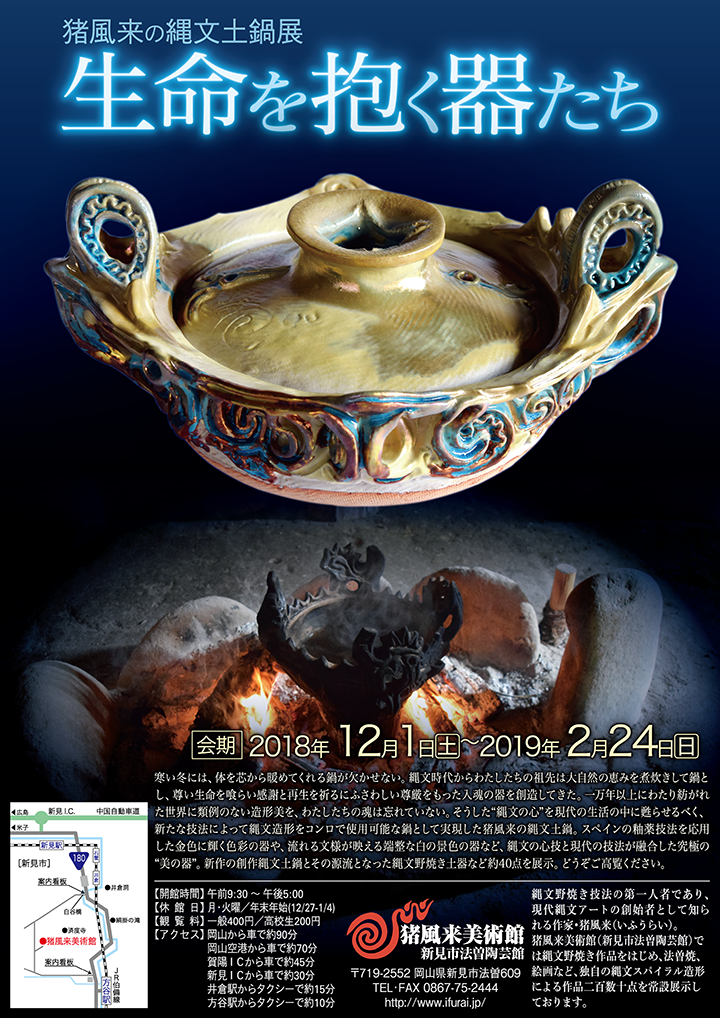 猪風来の縄文土鍋展
生命を抱く器たち
会期 2018年 12月1日土～2019年 2月24日日
寒い冬には、体を芯から暖めてくれる鍋が欠かせない。縄文時代からわたしたちの祖先は大自然の恵みを煮炊きして鍋と
し、尊い生命を喰らい感謝と再生を祈るにふさわしい尊厳をもった入魂の器を創造してきた。一万年以上にわたり紡がれ
た世界に類例のない造形美を、わたしたちの魂は忘れていない。そうした“縄文の心”を現代の生活の中に甦らせるべく、
新たな技法によって縄文造形をコンロで使用可能な鍋として実現した猪風来の縄文土鍋。スペインの釉薬技法を応用
した金色に輝く色彩の器や、流れる文様が映える端整な白の景色の器など、縄文の心技と現代の技法が融合した究極の
“美の器”。新作の創作縄文土鍋とその源流となった縄文野焼き土器など約40点を展示。どうぞご高覧ください。
広島
新見I.C.
中国自動車道
米子
新見駅
180
[新見市]
案内看板
井倉駅
井倉洞
白谷橋
絹掛の滝
済度寺
猪風来美術館
案内看板
JR伯備線
方谷駅
【開館時間】午前9:30 ～ 午後5:00
【休 館 日】月・火曜／年末年始(12/27-1/4)
【観 覧 料】一般400円／高校生200円
【アクセス】岡山から車で約90分
岡山空港から車で約70分
賀陽ICから車で約45分
新見ICから車で約30分
井倉駅からタクシーで約15分
方谷駅からタクシーで約10分
猪風来美術館
新見市法曽陶芸館
〒719-2552 岡山県新見市法曽609
TEL・FAX 0867-75-2444
http://www.ifurai.jp/
縄文野焼き技法の第一人者であり、
現代縄文アートの創始者として知ら
れる作家・猪風来(いふうらい)。
猪風来美術館(新見市法曽陶芸館)で
は縄文野焼き作品をはじめ、法曽焼、
絵画など、独自の縄文スパイラル造形
による作品二百数十点を常設展示し
ております。